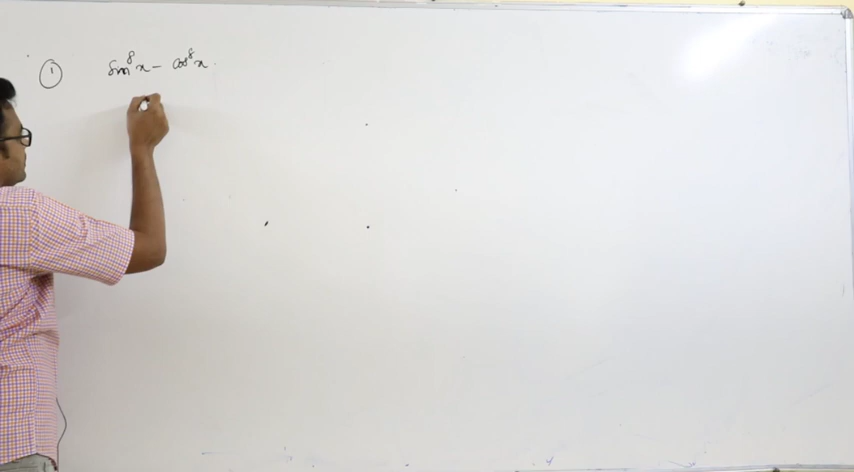 ① sin⁸x - cos⁸x